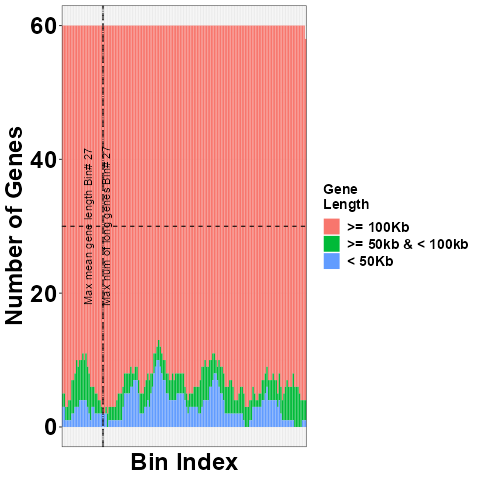 60
40
20
0
Number of Genes
Bin Index
Max mean gene length Bin# 27
Max num of long genes Bin# 27
Gene
Length
>= 100Kb
>= 50kb & < 100kb
< 50Kb